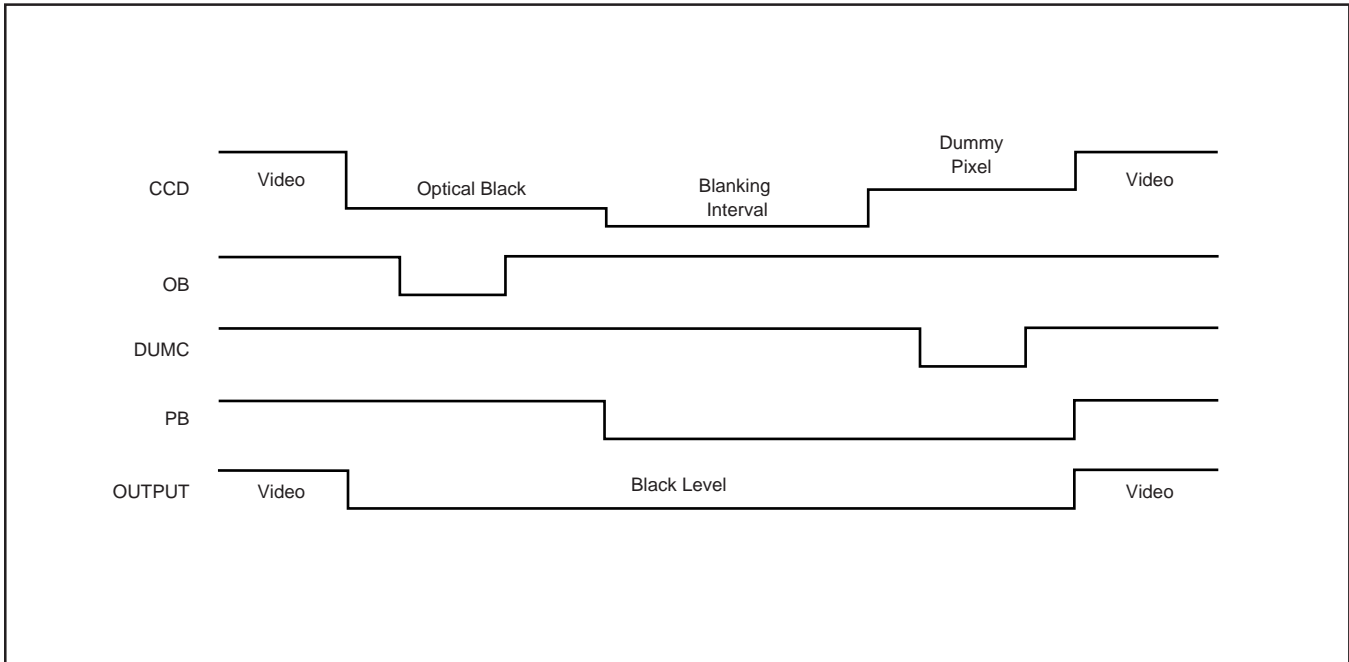 CCD
Video
Optical Black
Blanking
Interval
Dummy
Pixel
Video
OB
DUMC
PB
OUTPUT
Video
Black Level
Video